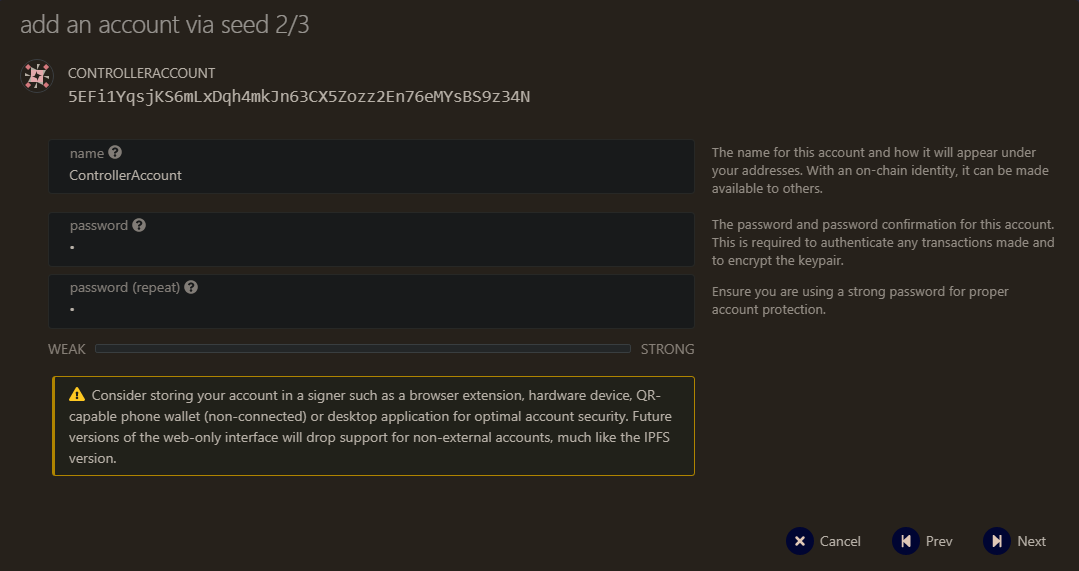 add an account via seed 2/3
CONTROLLERACCOUNT
5EFi1YqsjKS6mLxDqh4mkJn63CX5Zozz2En76eMYsBS9z34N
name
ControllerAccount
The name for this account and how it will appear under
your addresses. With an on-chain identity, it can be made
available to others.
password
•
The password and password confirmation for this account.
This is required to authenticate any transactions made and
to encrypt the keypair.
password (repeat)
•
Ensure you are using a strong password for proper
account protection.
WEAK STRONG
Consider storing your account in a signer such as a browser extension, hardware device, QR-
capable phone wallet (non-connected) or desktop application for optimal account security. Future
versions of the web-only interface will drop support for non-external accounts, much like the IPFS
version.
Cancel Prev Next